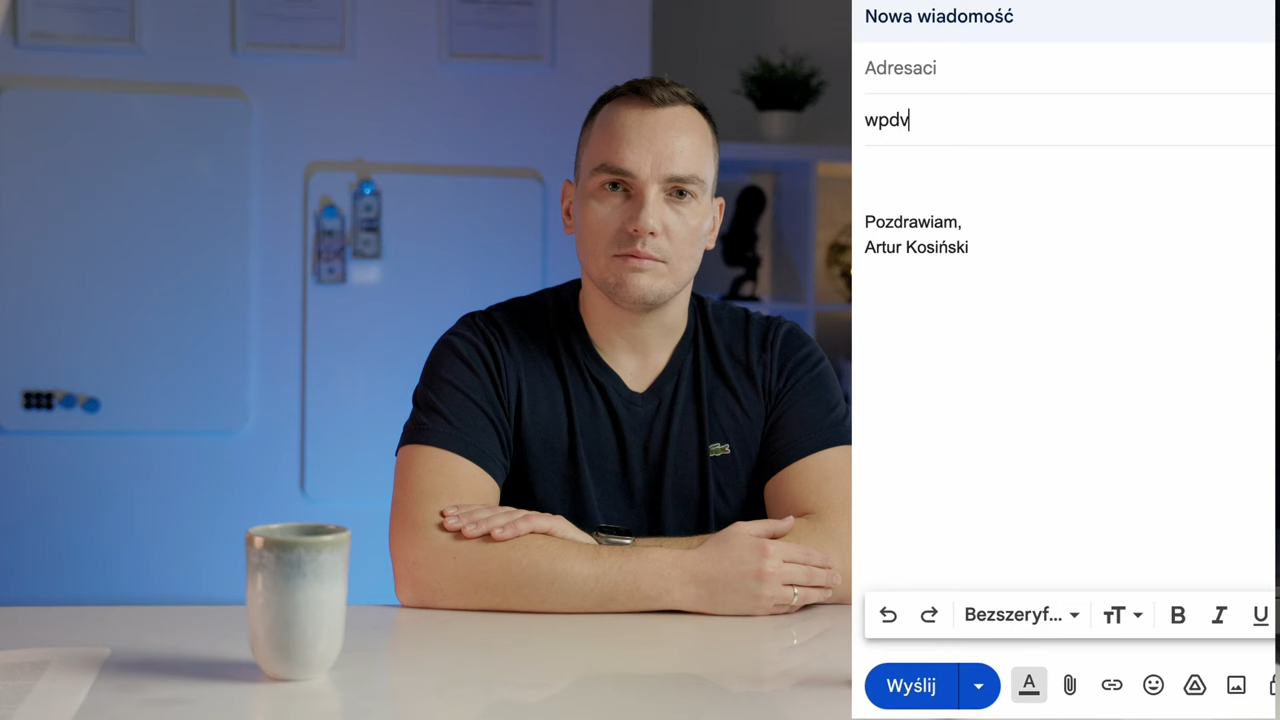 Nowa wiadomość
Adresaci
wpdv
Pozdrawiam,
Artur Kosiński
Bezszeryf...
B I U
Wyślij
A